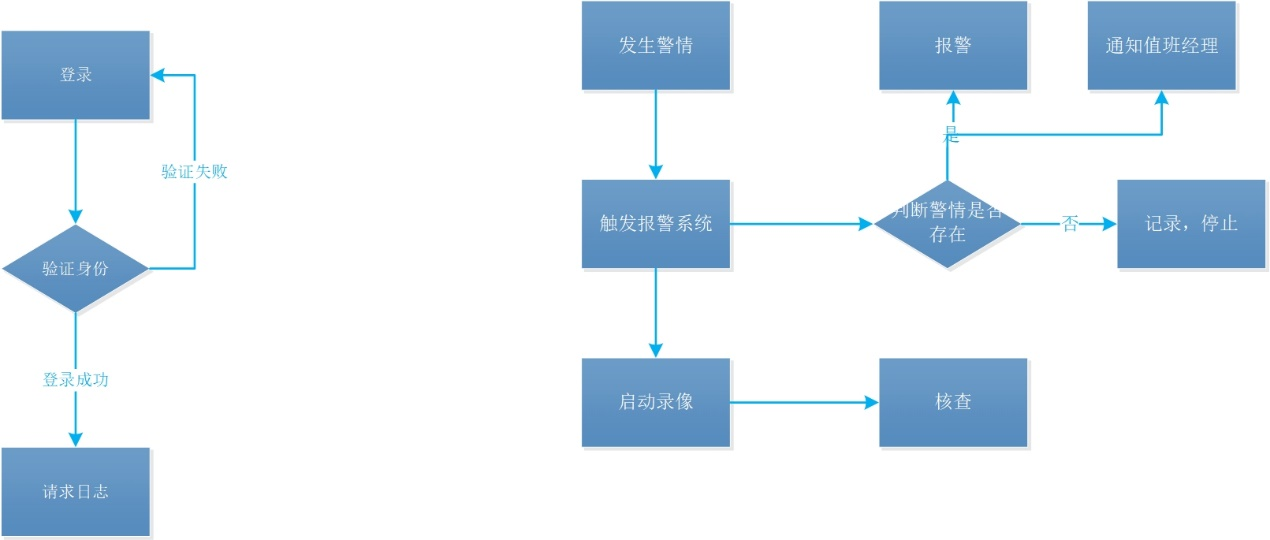 登录
验证失败
验证身份
登录成功
请求日志
发生警情
报警
通知值班经理
是
触发报警系统
判断警情是否
存在
否
记录，停止
启动录像
核查